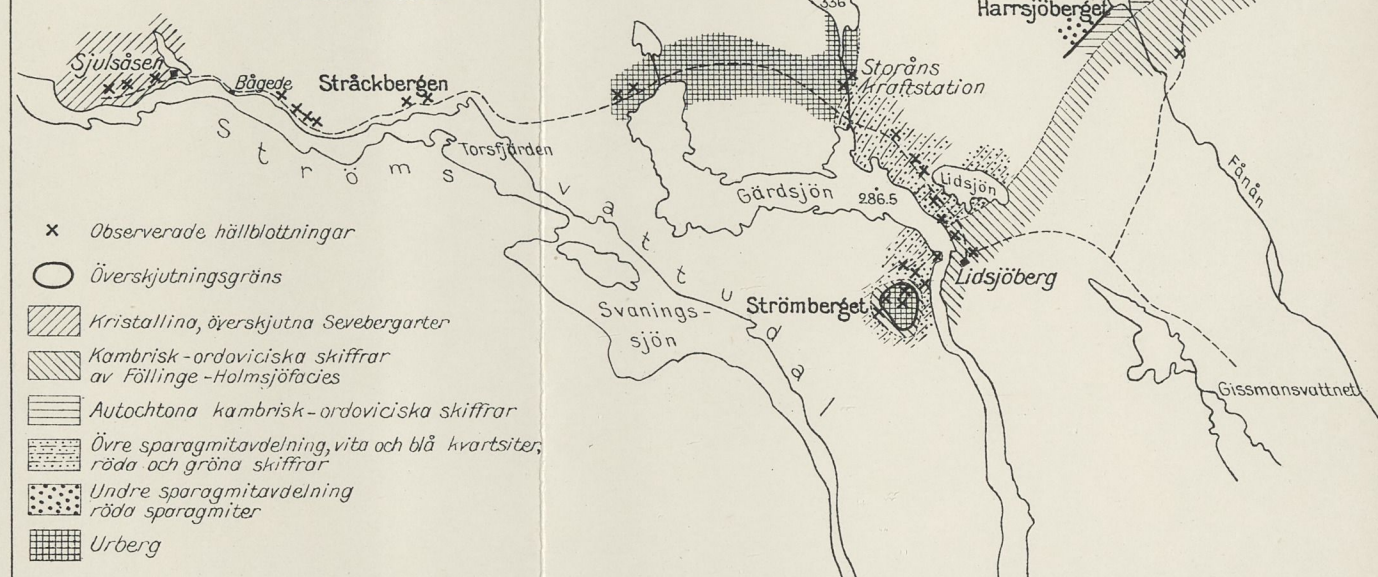 336
Harrsjöberget
Sjulsåsen
Bågede
Stråckbergen
Storåns
kraftstation
Torsfjärden
Ströms
vattudal
Gärdsjön
286.5
Lidsjön
Fånån
Lidsjöberg
Strömberget
Svanings-
sjön
Gissmansvattnet
Observerade hällblottningar
Överskjutningsgräns
Kristallina, överskjutna Sevebergarter
Kambrisk-ordoviciska skiffrar
av Föllinge-Holmsjöfacies
Autochtona kambrisk-ordoviciska skiffrar
Övre sparagmitavdelning, vita och blå kvartsiter,
röda och gröna skiffrar
Undre sparagmitavdelning
röda sparagmiter
Urberg